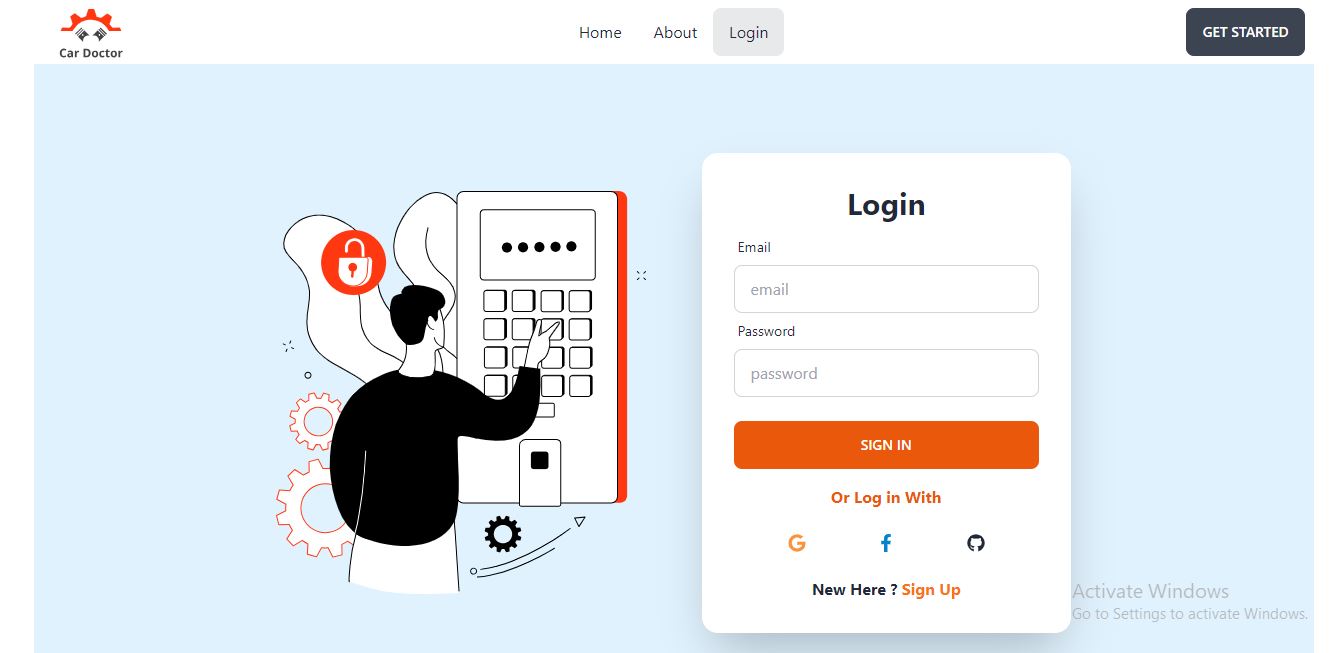 Car Doctor
Home About Login
GET STARTED
Login
Email
email
Password
password
SIGN IN
Or Log in With
New Here ? Sign Up
Activate Windows
Go to Settings to activate Windows.